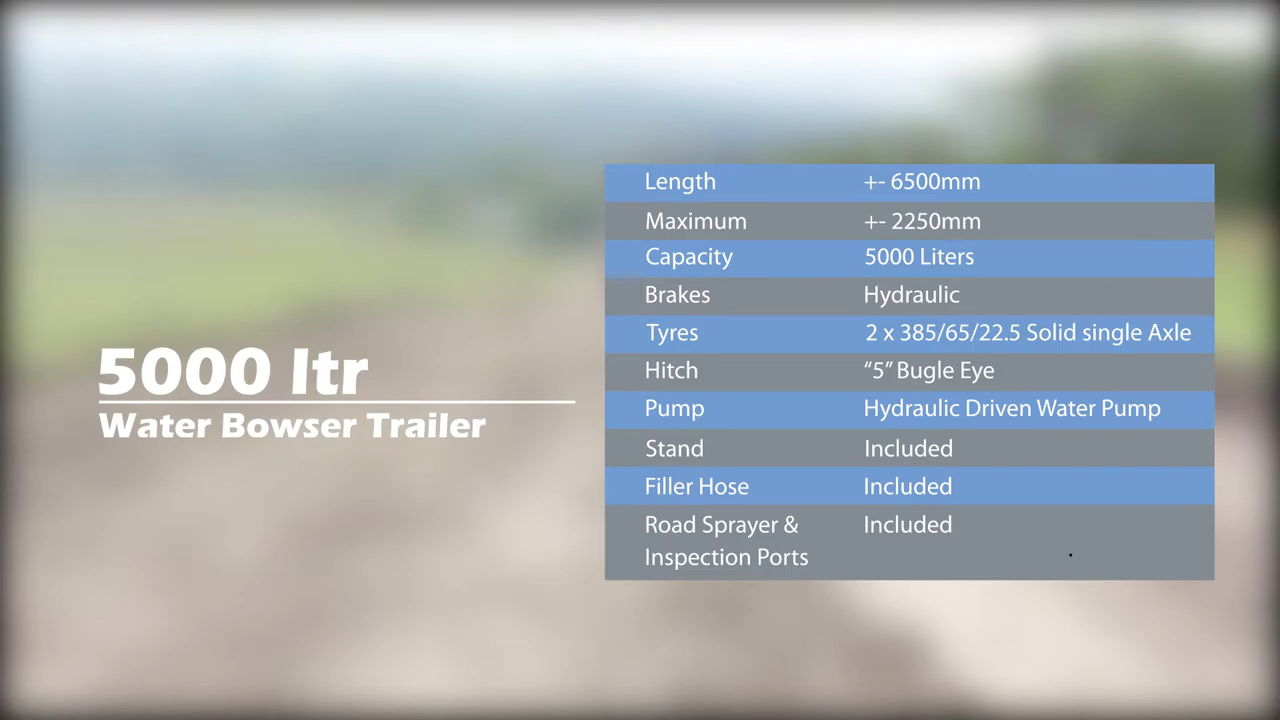 5000 ltr
Water Bowser Trailer
Length +- 6500mm
Maximum +- 2250mm
Capacity 5000 Liters
Brakes Hydraulic
Tyres 2 x 385/65/22.5 Solid single Axle
Hitch “5” Bugle Eye
Pump Hydraulic Driven Water Pump
Stand Included
Filler Hose Included
Road Sprayer & Included
Inspection Ports